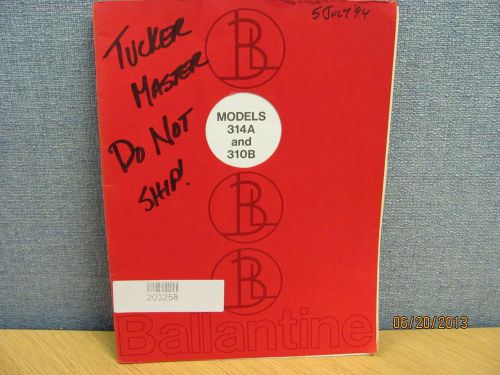 5 JULY '94
TUCKER
MASTER
DO NOT
SHIP!
MODELS
314A
and
310B
203258
Ballantine
06/20/2013